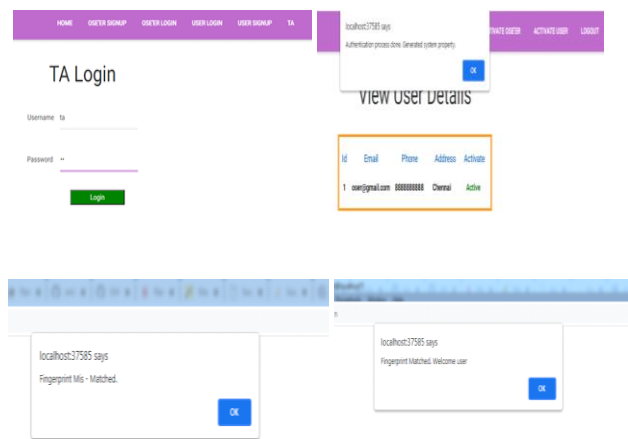 HOME OSETER SIGNUP OSETER LOGIN USER LOGIN USER SIGNUP TA
TA Login
Username ta
Password
Login
localhost:37585 says
Authentication process done. Generated system property.
OK
ACTIVATE USER LOGOUT
View User Details
Id Email Phone Address Activate
1 oser@gmail.com 8888888888 Chennai Active
localhost:37585 says
Fingerprint Mis - Matched.
OK
localhost:37585 says
Fingerprint Matched. Welcome user
OK